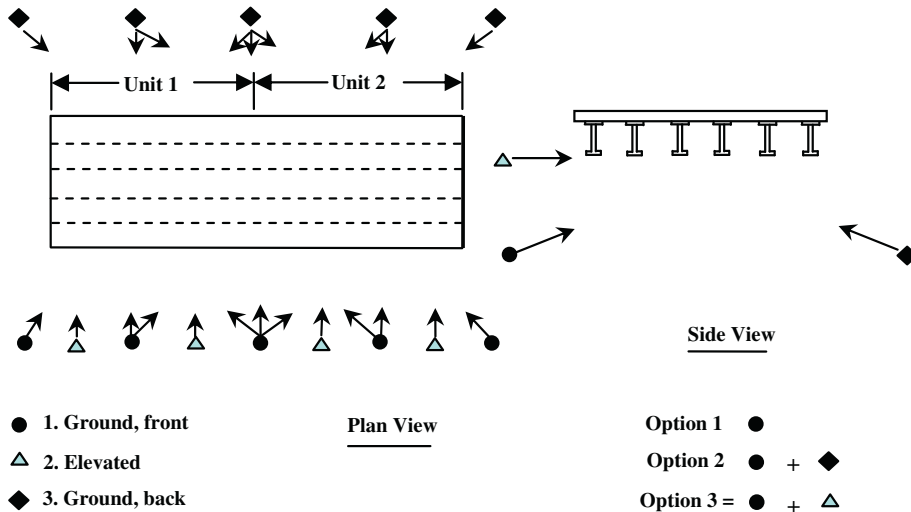 Unit 1
Unit 2
Side View
1. Ground, front
2. Elevated
3. Ground, back
Plan View
Option 1
Option 2 +
Option 3 = +